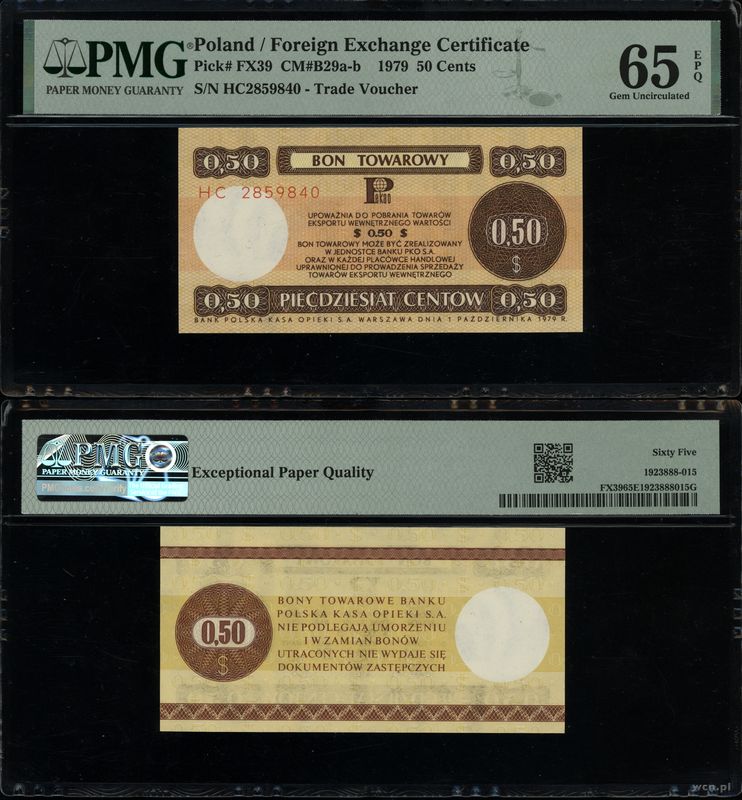 PMG®
PAPER MONEY GUARANTY
Poland / Foreign Exchange Certificate
Pick# FX39 CM#B29a-b 1979 50 Cents
S/N HC2859840 - Trade Voucher
65 EPQ
Gem Uncirculated
0,50 BON TOWAROWY 0,50
HC 2859840
Pekao
UPOWAŻNIA DO POBRANIA TOWARÓW
EKSPORTU WEWNĘTRZNEGO WARTOŚCI
$ 0.50 $
BON TOWAROWY MOŻE BYĆ ZREALIZOWANY
W JEDNOSTCE BANKU PKO S.A.
ORAZ W KAŻDEJ PLACÓWCE HANDLOWEJ
UPRAWNIONEJ DO PROWADZENIA SPRZEDAŻY
TOWARÓW EKSPORTU WEWNĘTRZNEGO
0,50
$
0,50 PIĘĆDZIESIĄT CENTÓW 0,50
BANK POLSKA KASA OPIEKI S.A. WARSZAWA DNIA 1 PAŹDZIERNIKA 1979 R.
PMG
PAPER MONEY GUARANTY
Exceptional Paper Quality
Sixty Five
1923888-015
FX3965E1923888015G
0,50
$
BONY TOWAROWE BANKU
POLSKA KASA OPIEKI S.A.
NIE PODLEGAJĄ UMORZENIU
I W ZAMIAN BONÓW
UTRACONYCH NIE WYDAJE SIĘ
DOKUMENTÓW ZASTĘPCZYCH
wcn.pl